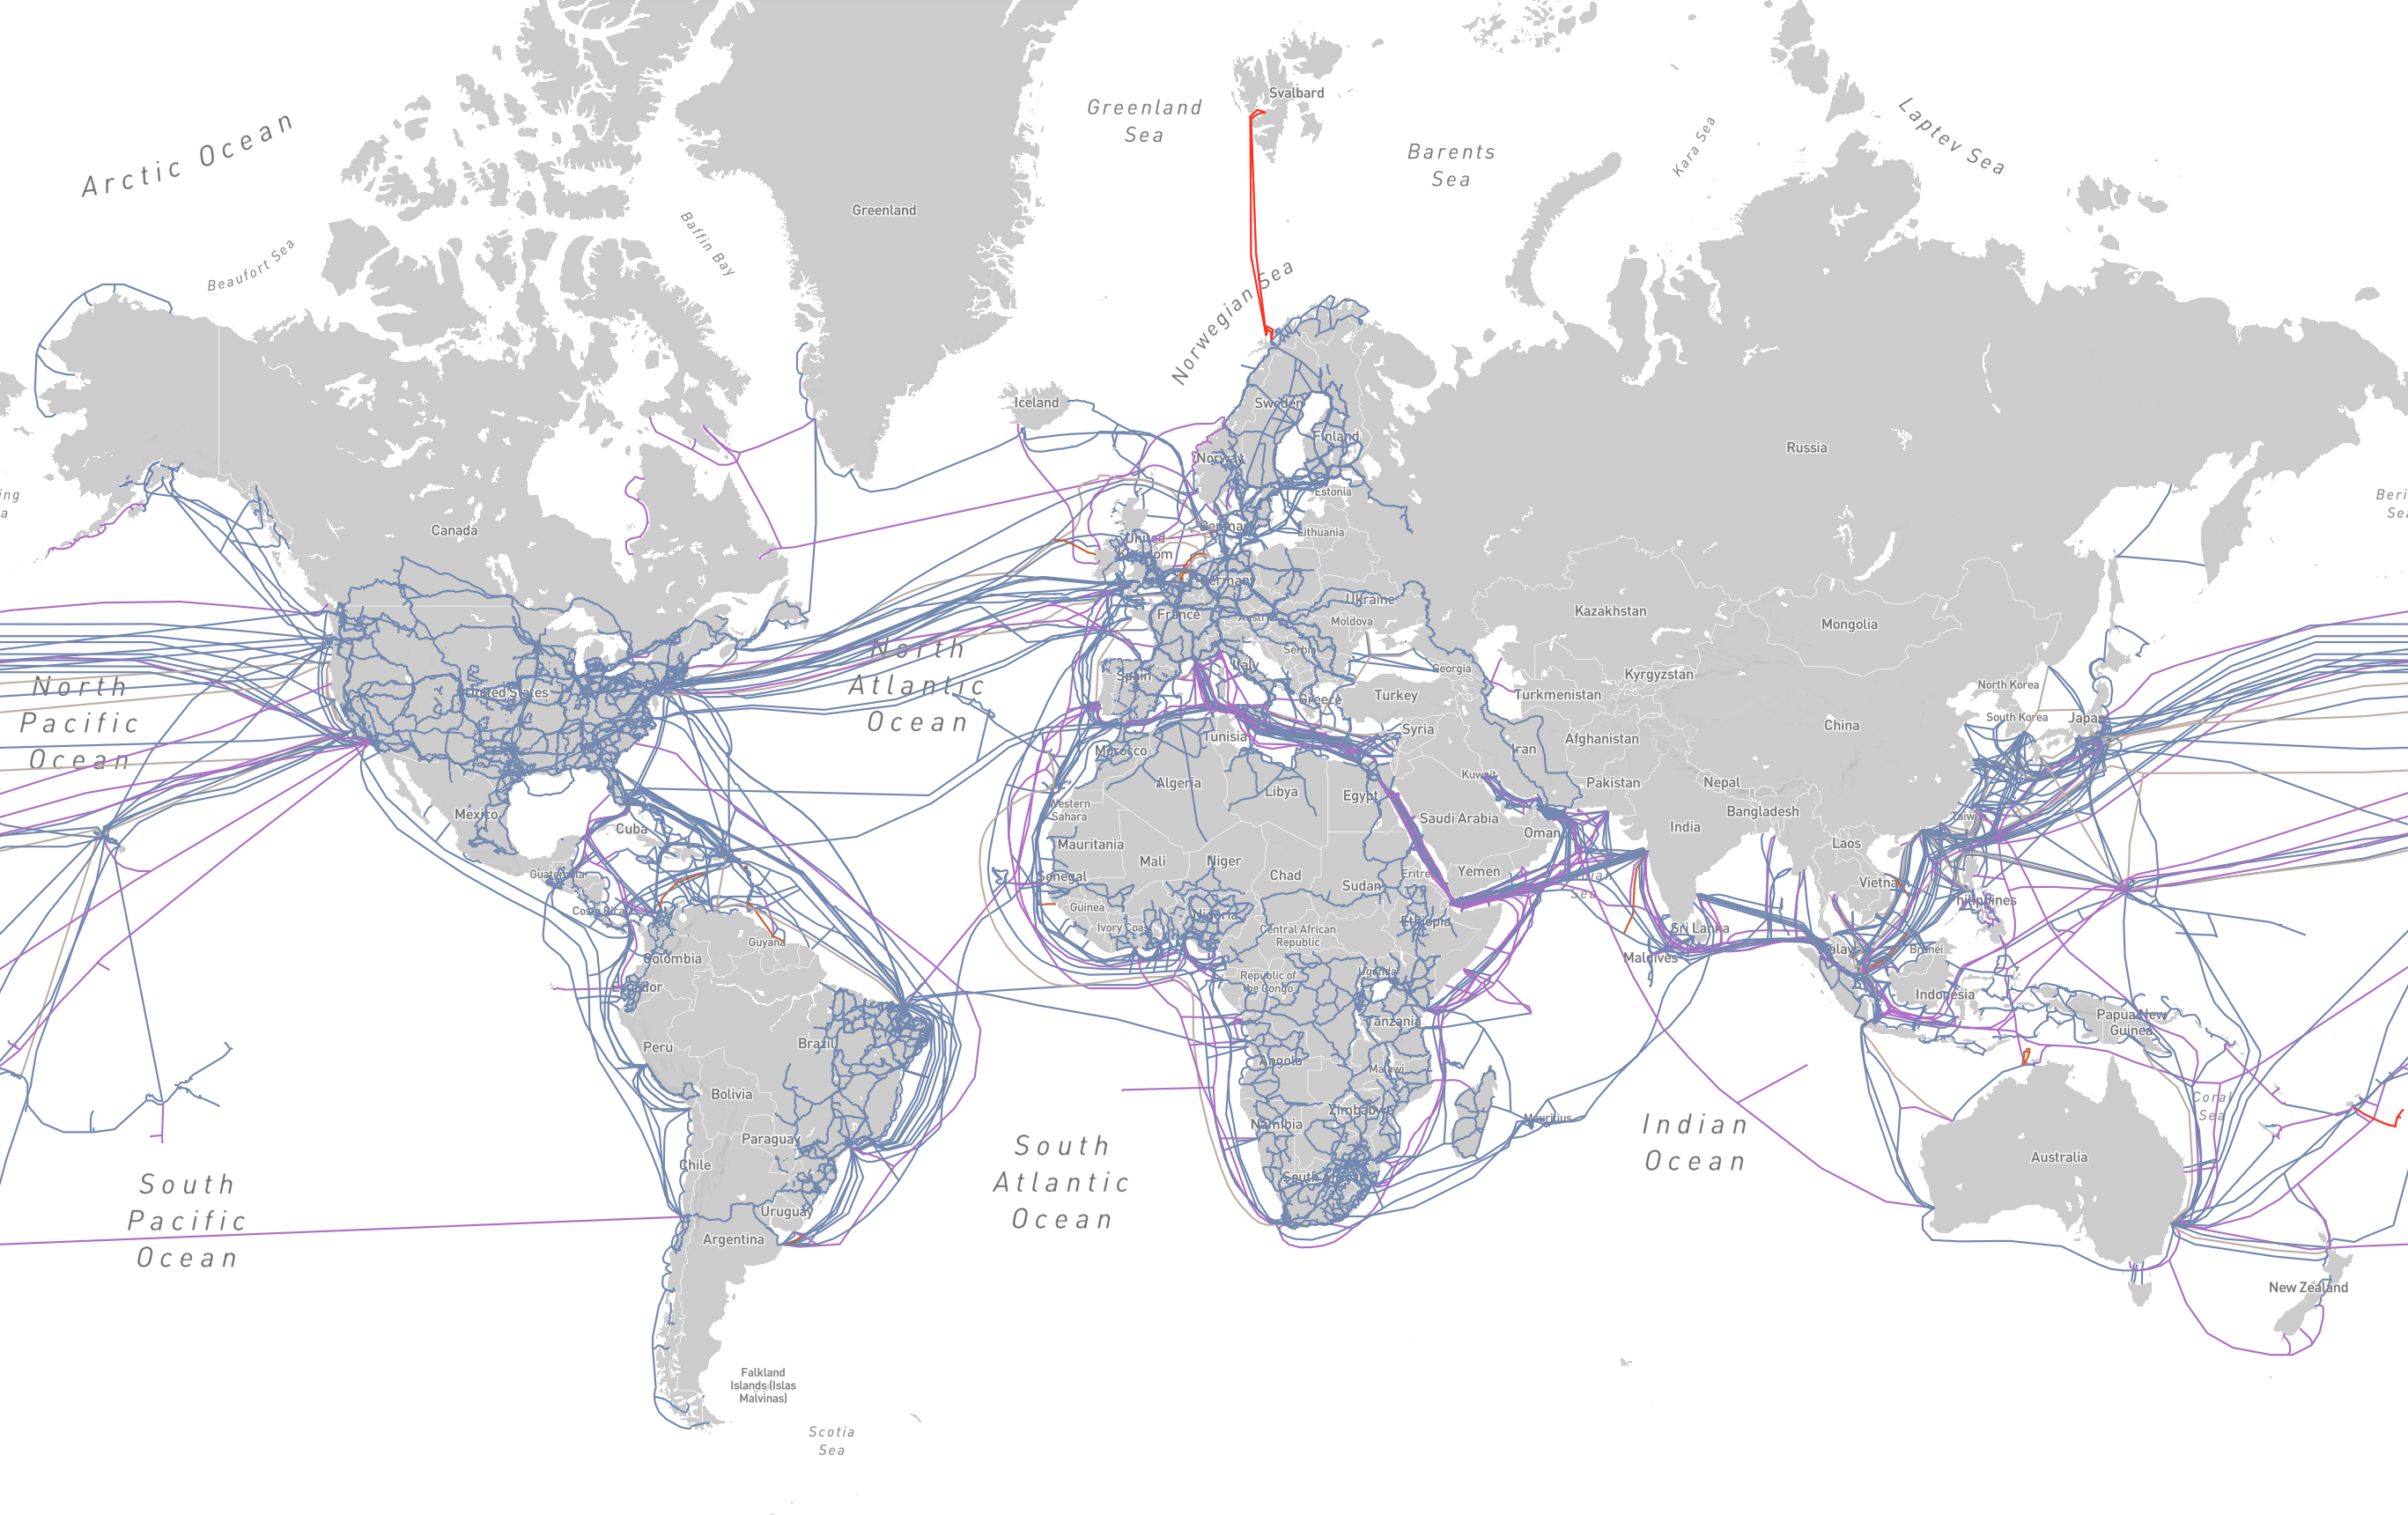 Svalbard
Greenland
Sea
Laptev Sea
Arctic Ocean
Barents
Sea
Kara Sea
Greenland
Baffin Bay
Beaufort Sea
Norwegian Sea
Iceland
Sweden
Finland
Norway
Russia
Estonia
ing
a
Beri
Sea
Canada
Denmark
Lithuania
United
Kingdom
Germany
Ukraine
Kazakhstan
Mongolia
France
Austria
Moldova
North
Atlantic
Ocean
Serbia
Italy
Georgia
Spain
Kyrgyzstan
North Korea
North
Pacific
Ocean
United States
Greece
Turkey
Turkmenistan
South Korea
Japan
China
Syria
Tunisia
Afghanistan
Morocco
Iran
Algeria
Libya
Egypt
Kuwait
Pakistan
Nepal
Western
Sahara
Saudi Arabia
Bangladesh
Mexico
Cuba
Oman
India
Taiwan
Mauritania
Mali
Niger
Laos
Guatemala
Senegal
Chad
Sudan
Eritrea
Yemen
Sea
Vietnam
Costa Rica
Guinea
Nigeria
Ethiopia
Philippines
Ivory Coast
Central African
Republic
Sri Lanka
Guyana
Colombia
Maldives
Malaysia
Brunei
Ecuador
Republic of
the Congo
Uganda
Indonesia
Tanzania
Papua New
Guinea
Peru
Brazil
Angola
Malawi
Bolivia
Zimbabwe
Namibia
Mauritius
Coral
Sea
Indian
Ocean
South
Atlantic
Ocean
Paraguay
Chile
South Africa
Australia
South
Pacific
Ocean
Uruguay
Argentina
New Zealand
Falkland
Islands (Islas
Malvinas)
Scotia
Sea